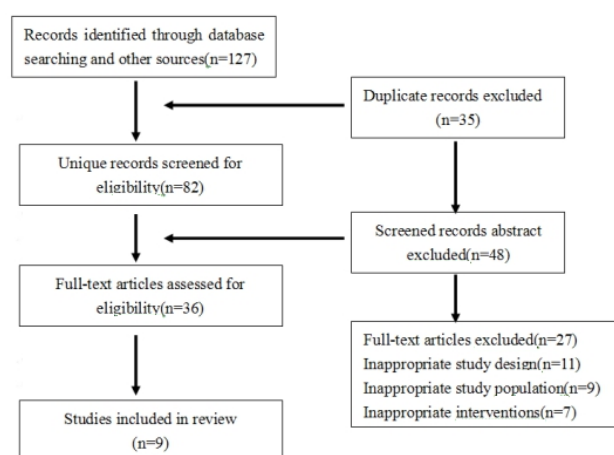 Records identified through database
searching and other sources(n=127)
Duplicate records excluded
(n=35)
Unique records screened for
eligibility(n=82)
Screened records abstract
excluded(n=48)
Full-text articles assessed for
eligibility(n=36)
Full-text articles excluded(n=27)
Inappropriate study design(n=11)
Inappropriate study population(n=9)
Inappropriate interventions(n=7)
Studies included in review
(n=9)